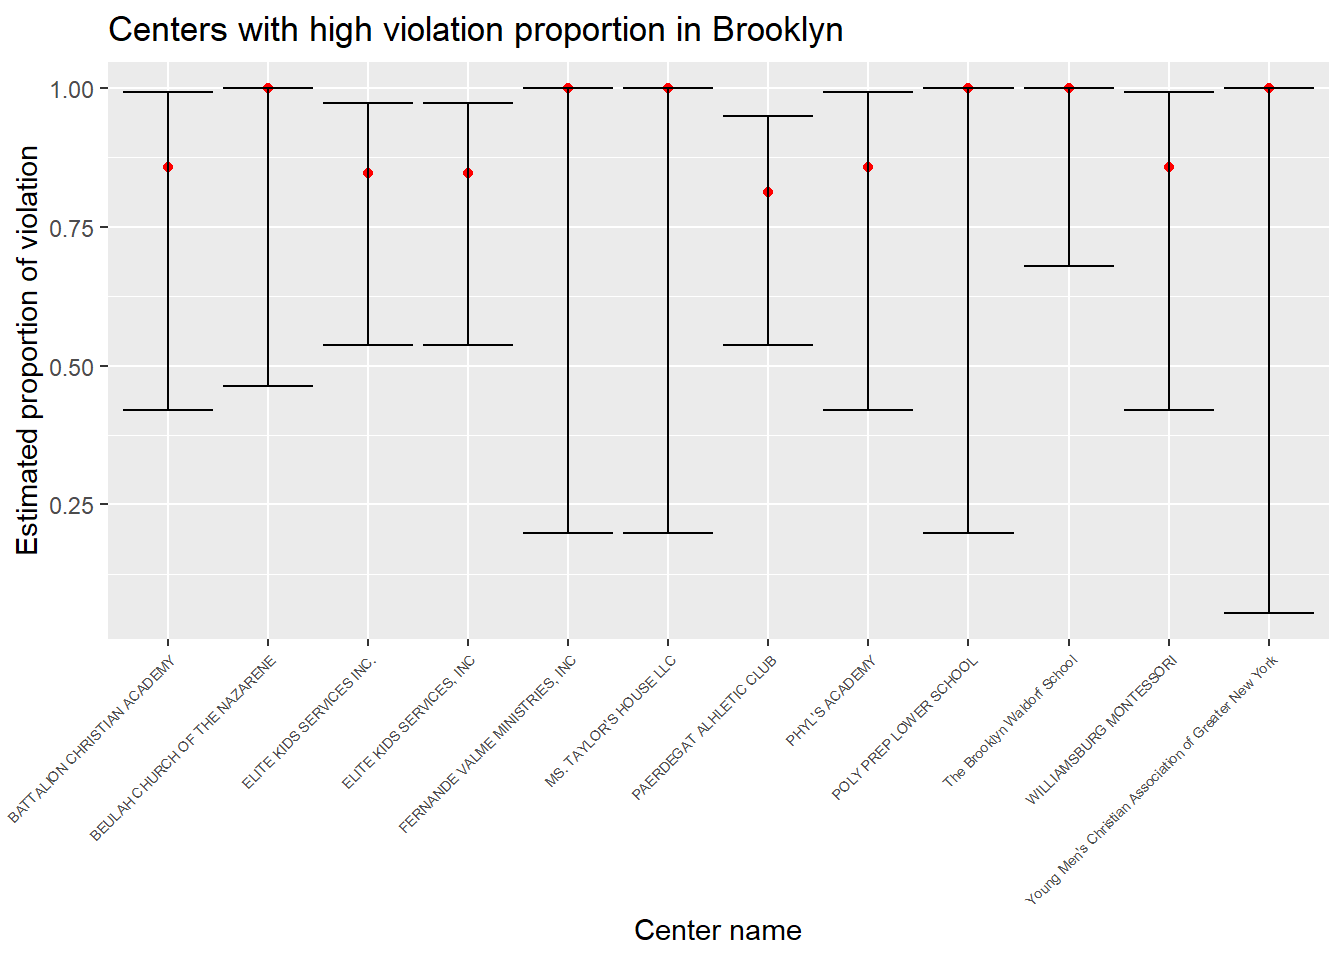 Centers with high violation proportion in Brooklyn
Estimated proportion of violation
1.00
0.75
0.50
0.25
BATTALION CHRISTIAN ACADEMY
BEULAH CHURCH OF THE NAZARENE
ELITE KIDS SERVICES INC.
ELITE KIDS SERVICES, INC
FERNANDE VALME MINISTRIES, INC
MS. TAYLOR'S HOUSE LLC
PAERDEGAT ALHLETIC CLUB
PHYL'S ACADEMY
POLY PREP LOWER SCHOOL
The Brooklyn Waldorf School
WILLIAMSBURG MONTESSORI
Young Men's Christian Association of Greater New York
Center name